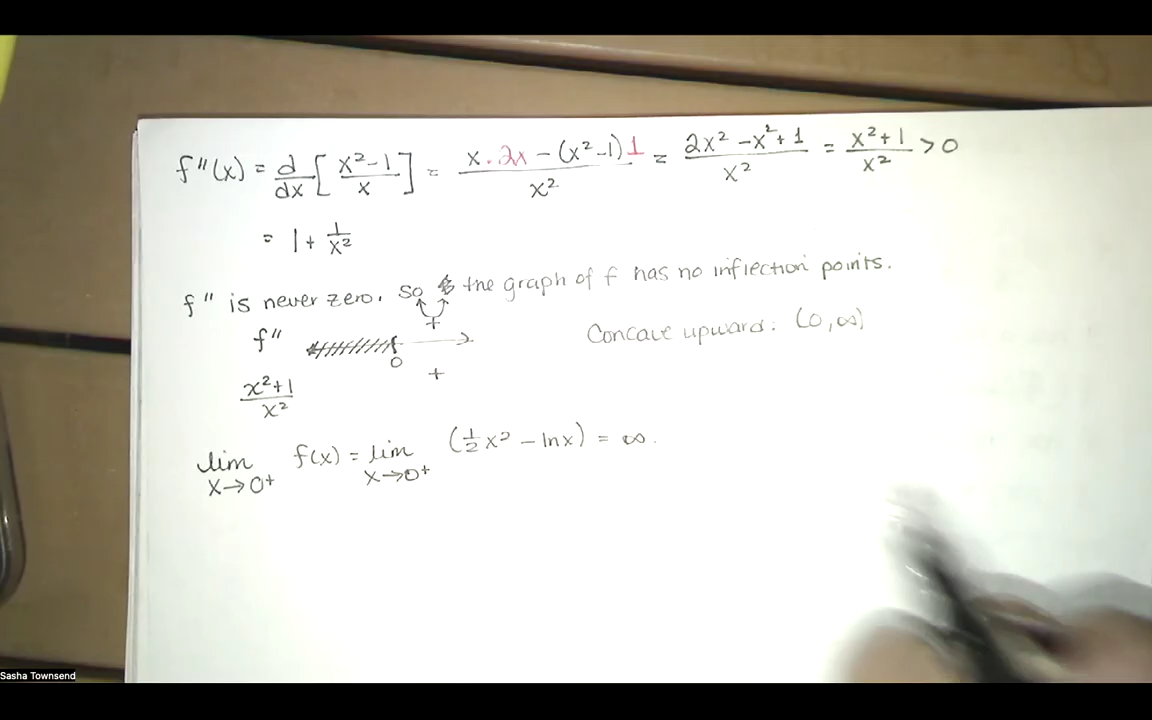 f''(x) = d/dx [ (x² - 1)/x ] = (x · 2x - (x² - 1) 1)/x² = (2x² - x² + 1)/x² = (x² + 1)/x² > 0
= 1 + 1/x²
f'' is never zero, so the graph of f has no inflection points.
+
f''
Concave upward: (0, ∞)
0
+
(x² + 1)/x²
lim x→0⁺ f(x) = lim x→0⁺ (½x² - ln x) = ∞.
Sasha Townsend